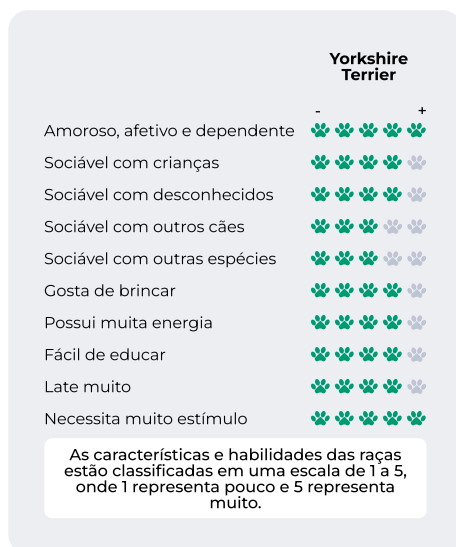 Yorkshire
Terrier
- +
Amoroso, afetivo e dependente
Sociável com crianças
Sociável com desconhecidos
Sociável com outros cães
Sociável com outras espécies
Gosta de brincar
Possui muita energia
Fácil de educar
Late muito
Necessita muito estímulo
As características e habilidades das raças
estão classificadas em uma escala de 1 a 5,
onde 1 representa pouco e 5 representa
muito.